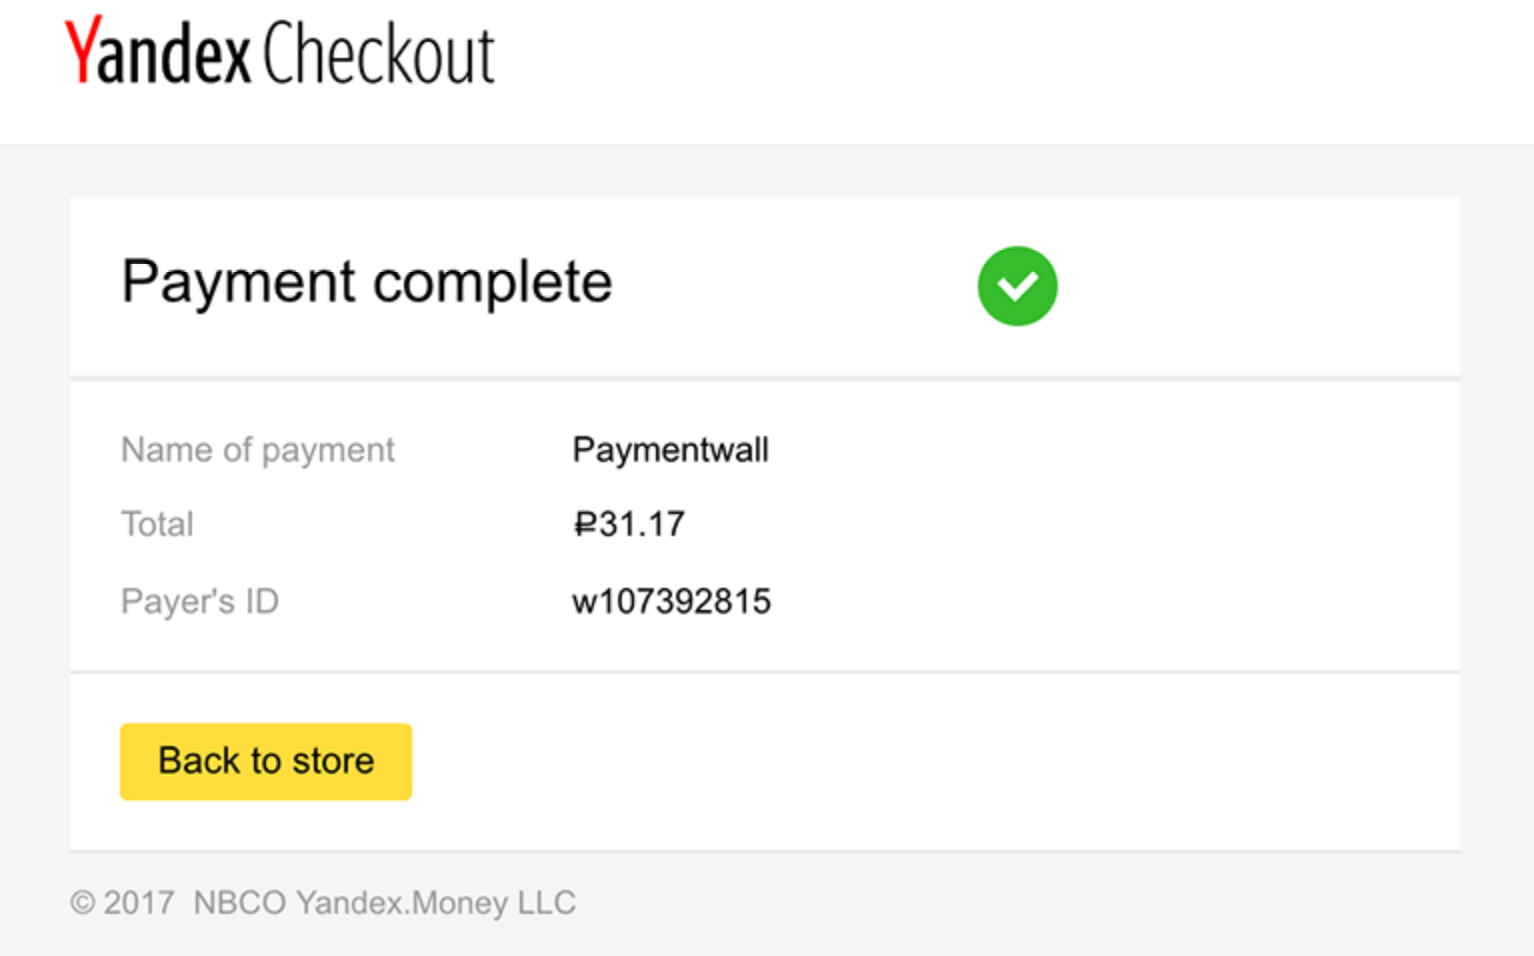 Yandex Checkout
Payment complete
Name of payment Paymentwall
Total ₽31.17
Payer's ID w107392815
Back to store
© 2017 NBCO Yandex.Money LLC